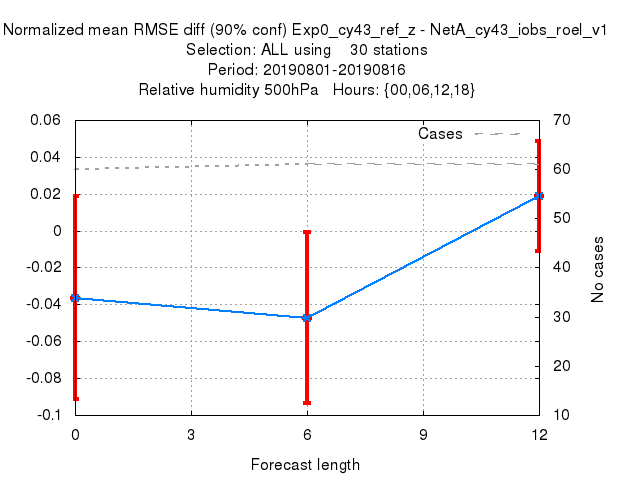 Normalized mean RMSE diff (90% conf) Exp0_cy43_ref_z - NetA_cy43_iobs_roel_v1
Selection: ALL using    30 stations
Period: 20190801-20190816
Relative humidity 500hPa   Hours: {00,06,12,18}
Cases
0.06
0.04
0.02
0
-0.02
-0.04
-0.06
-0.08
-0.1
70
60
50
40
30
20
10
No cases
0 3 6 9 12
Forecast length